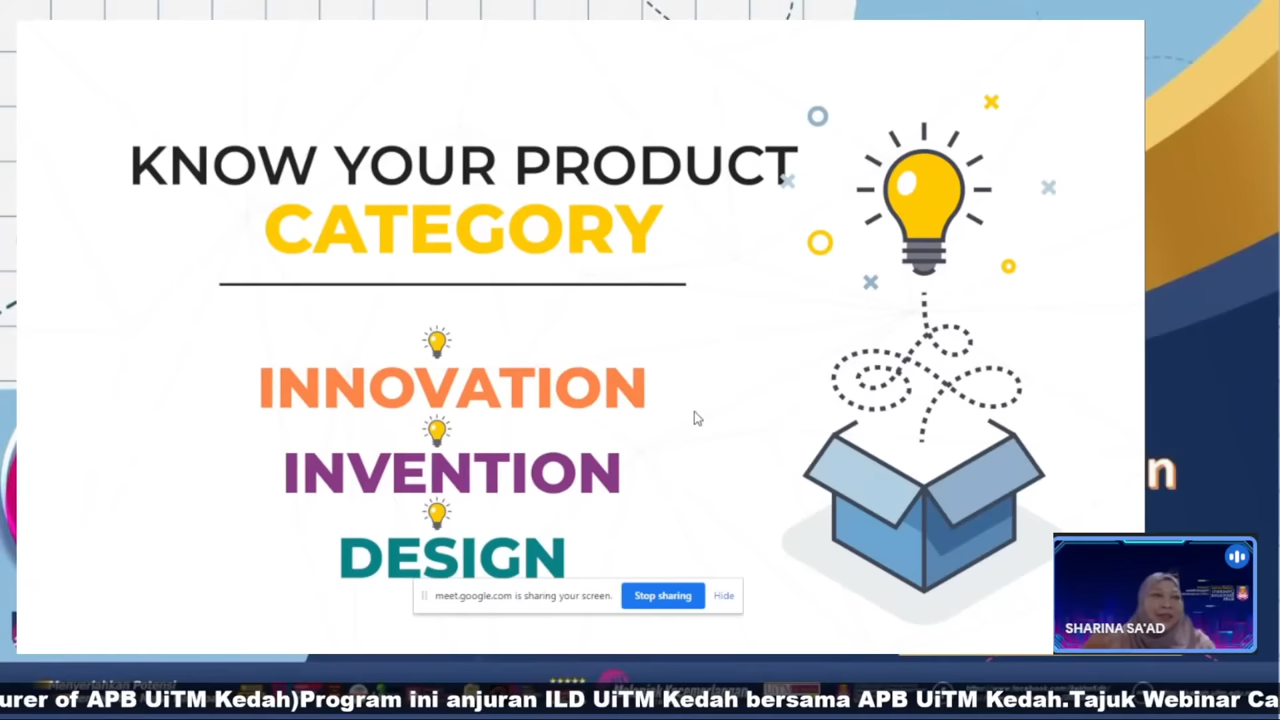 KNOW YOUR PRODUCT
CATEGORY
INNOVATION
INVENTION
DESIGN
meet.google.com is sharing your screen.
Stop sharing
Hide
n
SHARINA SA'AD
Menyerlahkan Potensi
urer of APB UiTM Kedah)Program ini anjuran ILD UiTM Kedah bersama APB UiTM Kedah.Tajuk Webinar Ca